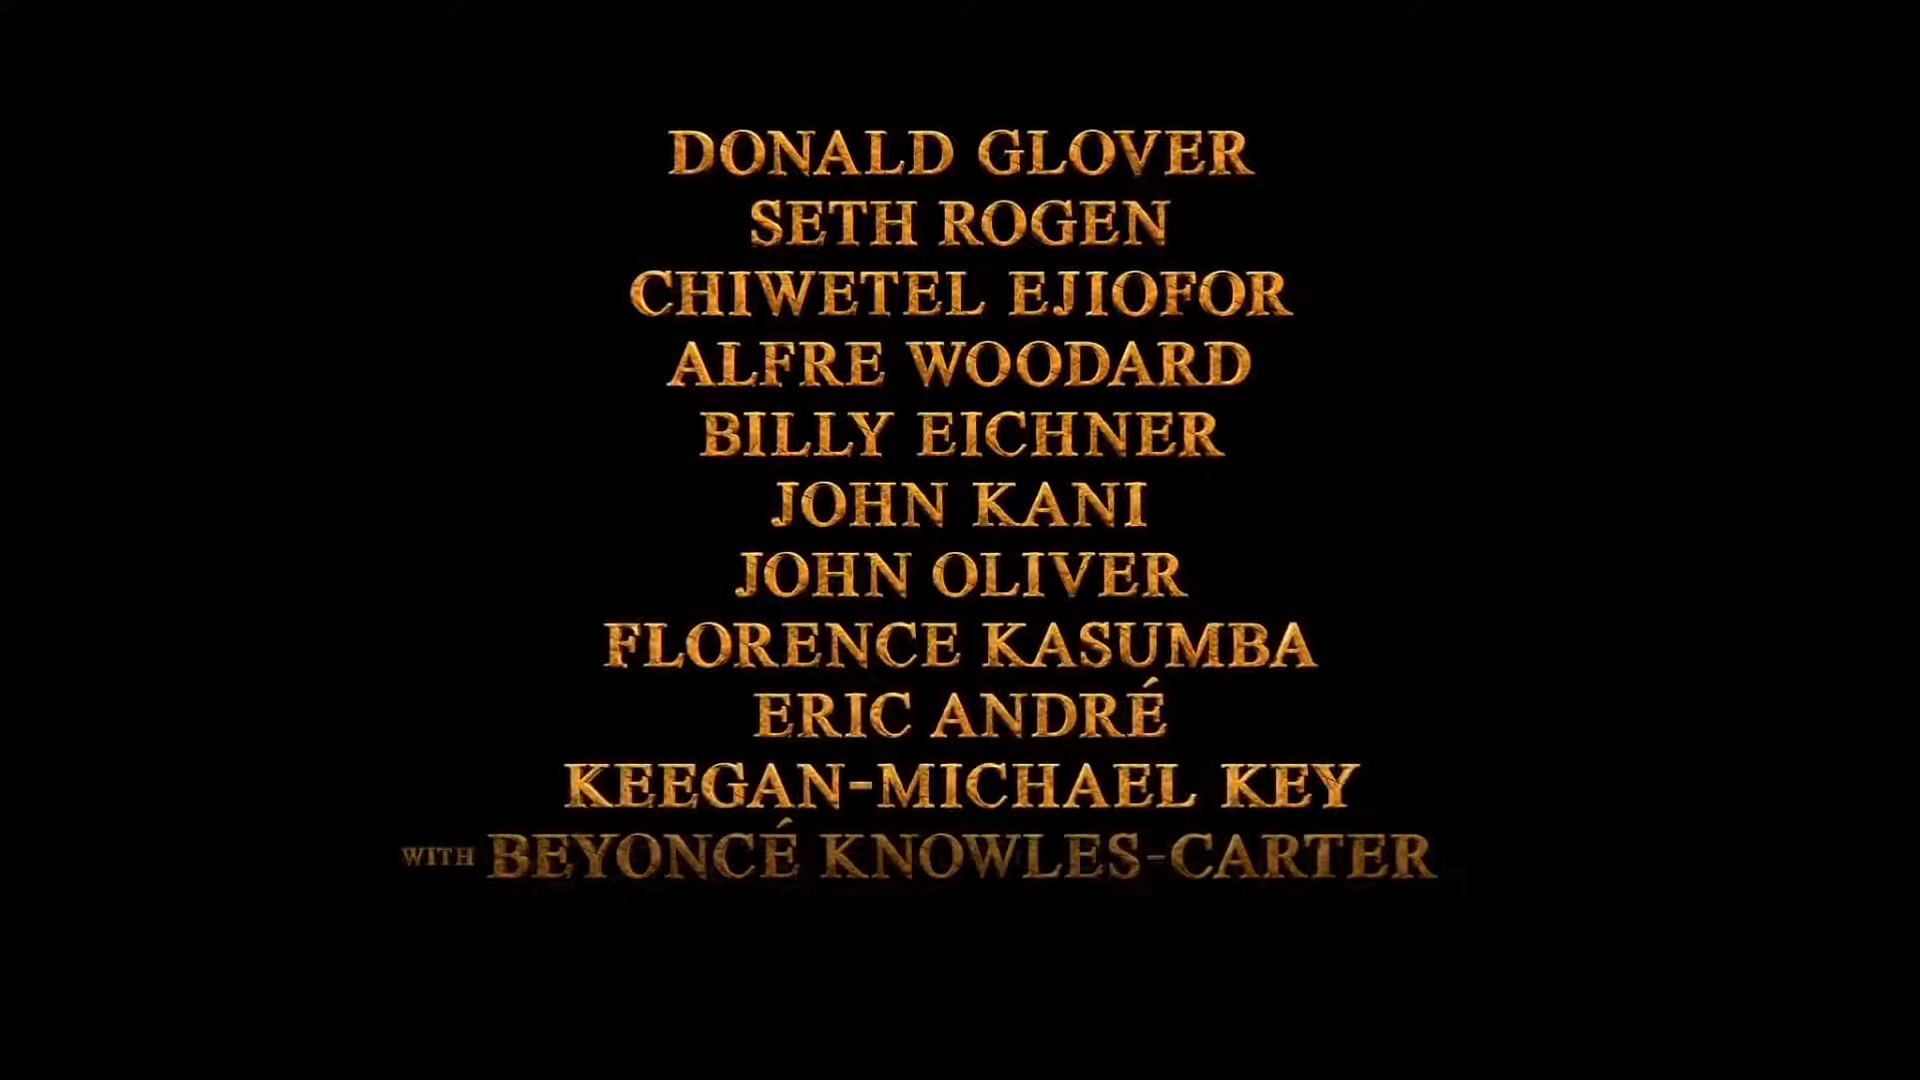 DONALD GLOVER
SETH ROGEN
CHIWETEL EJIOFOR
ALFRE WOODARD
BILLY EICHNER
JOHN KANI
JOHN OLIVER
FLORENCE KASUMBA
ERIC ANDRÉ
KEEGAN-MICHAEL KEY
WITH BEYONCÉ KNOWLES-CARTER